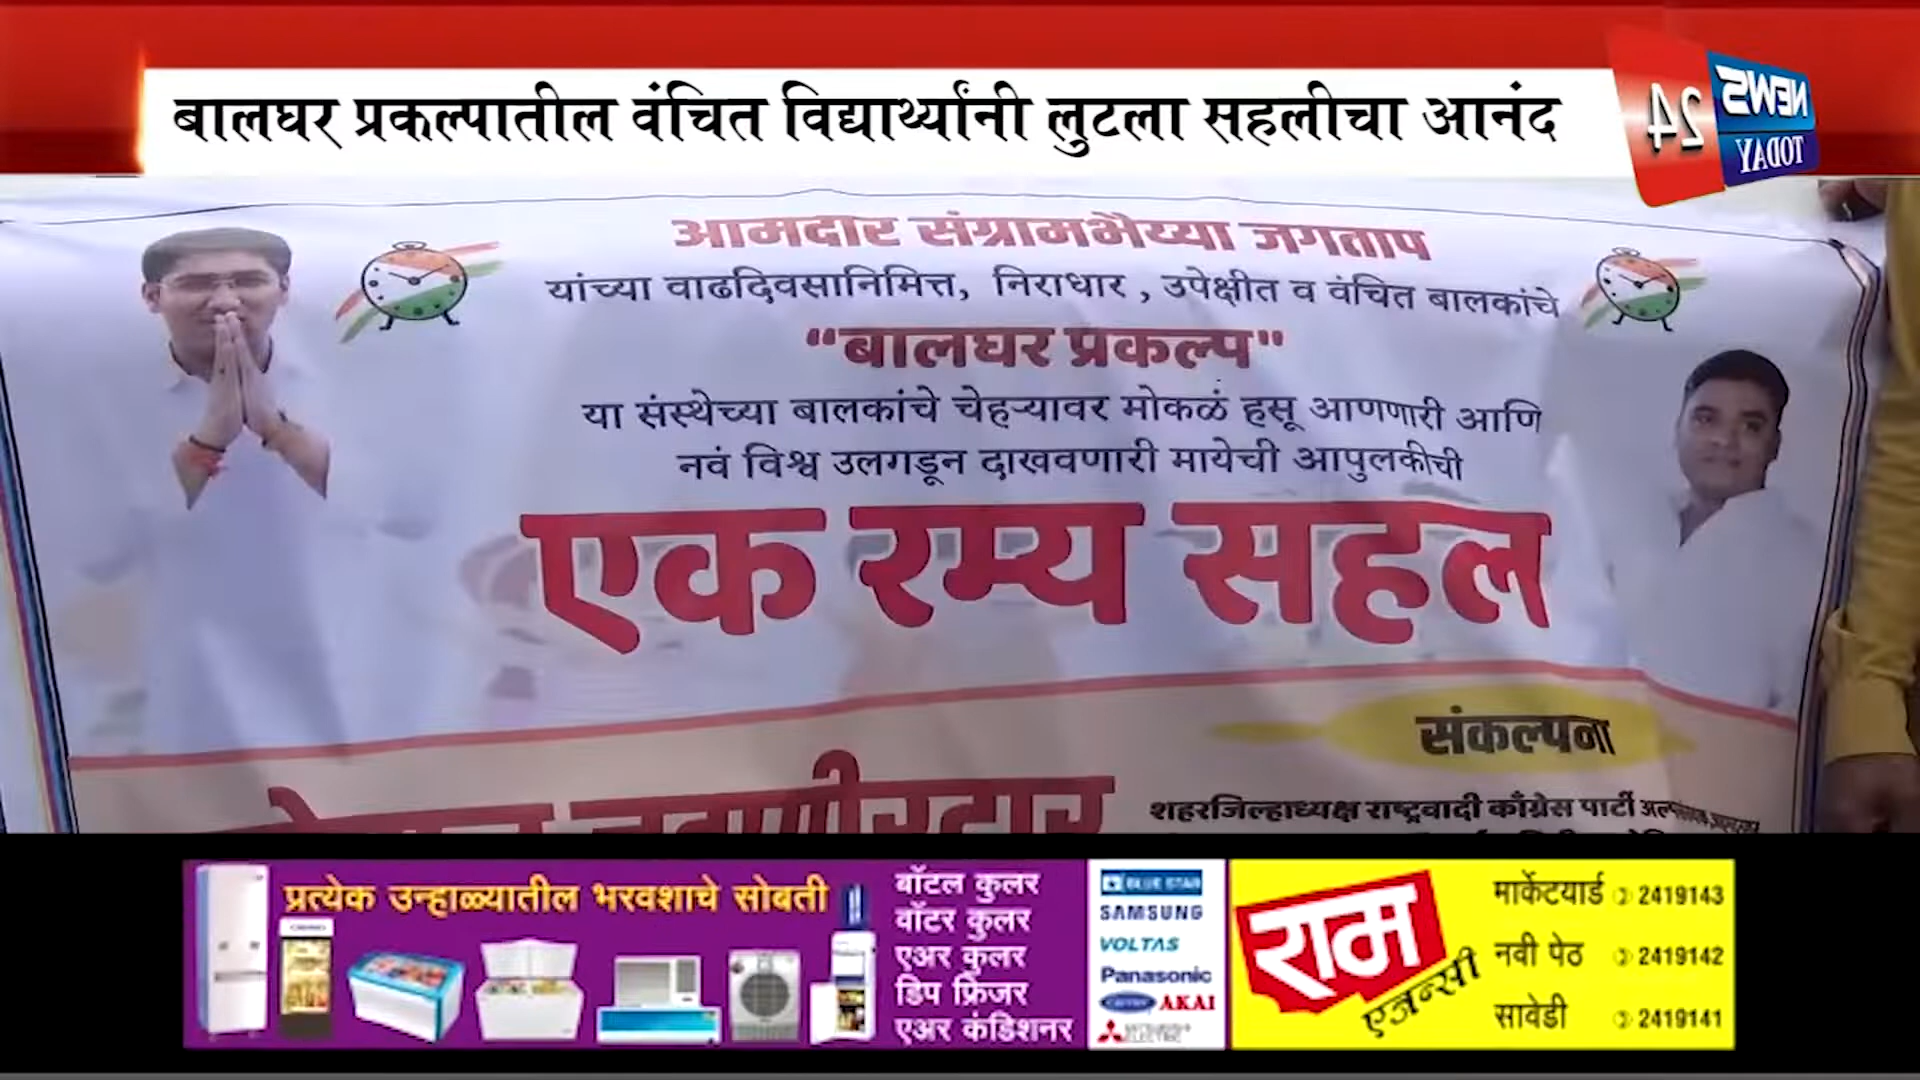 बालघर प्रकल्पातील वंचित विद्यार्थ्यांनी लुटला सहलीचा आनंद
24 NEWS TODAY
आमदार संग्रामभैय्या जगताप
यांच्या वाढदिवसानिमित्त, निराधार , उपेक्षीत व वंचित बालकांचे
"बालघर प्रकल्प"
या संस्थेच्या बालकांचे चेहऱ्यावर मोकळं हसू आणणारी आणि
नवं विश्व उलगडून दाखवणारी मायेची आपुलकीची
एक रम्य सहल
संकल्पना
शहरजिल्हाध्यक्ष राष्ट्रवादी काँग्रेस पार्टी
प्रत्येक उन्हाळ्यातील भरवशाचे सोबती
बॉटल कुलर
वॉटर कुलर
एअर कुलर
डिप फ्रिजर
एअर कंडिशनर
BLUE STAR
SAMSUNG
VOLTAS
Panasonic
Carrier AKAI
MITSUBISHI ELECTRIC
राम
एजन्सी
मार्केटयार्ड 2419143
नवी पेठ 2419142
सावेडी 2419141